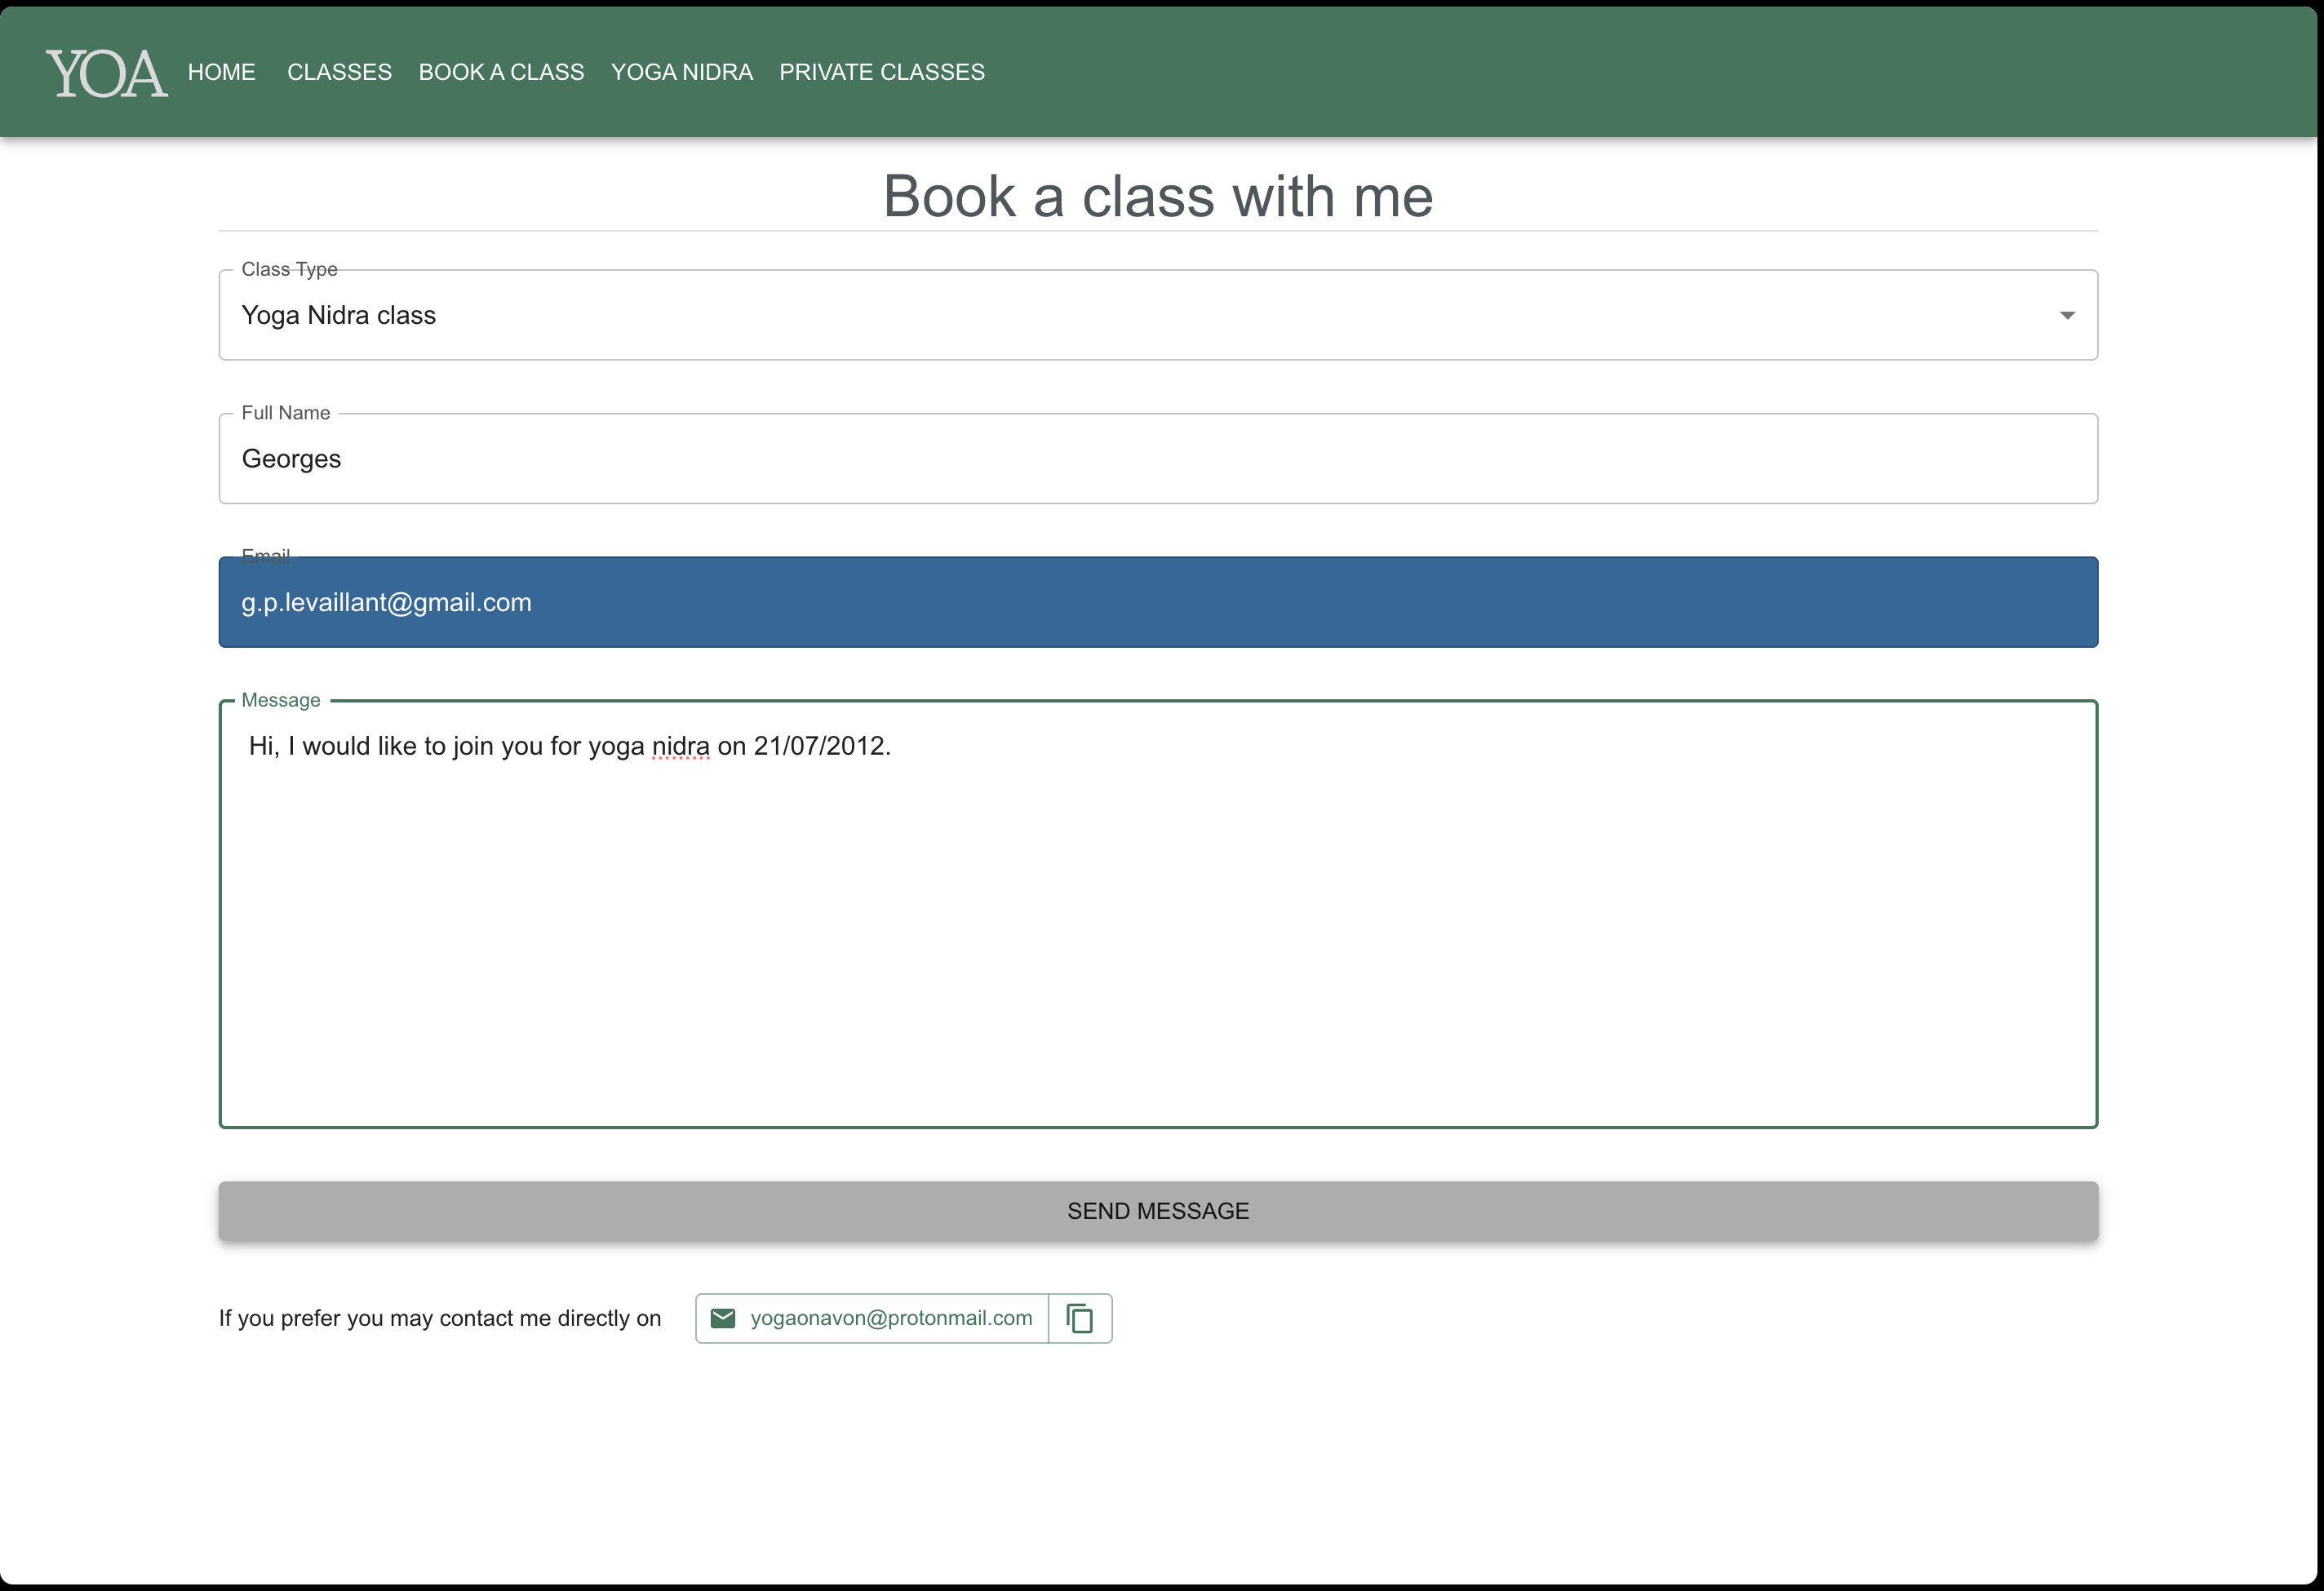 YOA HOME CLASSES BOOK A CLASS YOGA NIDRA PRIVATE CLASSES
Book a class with me
Class Type
Yoga Nidra class
Full Name
Georges
Email
g.p.levaillant@gmail.com
Message
Hi, I would like to join you for yoga nidra on 21/07/2012.
SEND MESSAGE
If you prefer you may contact me directly on yogaonavon@protonmail.com